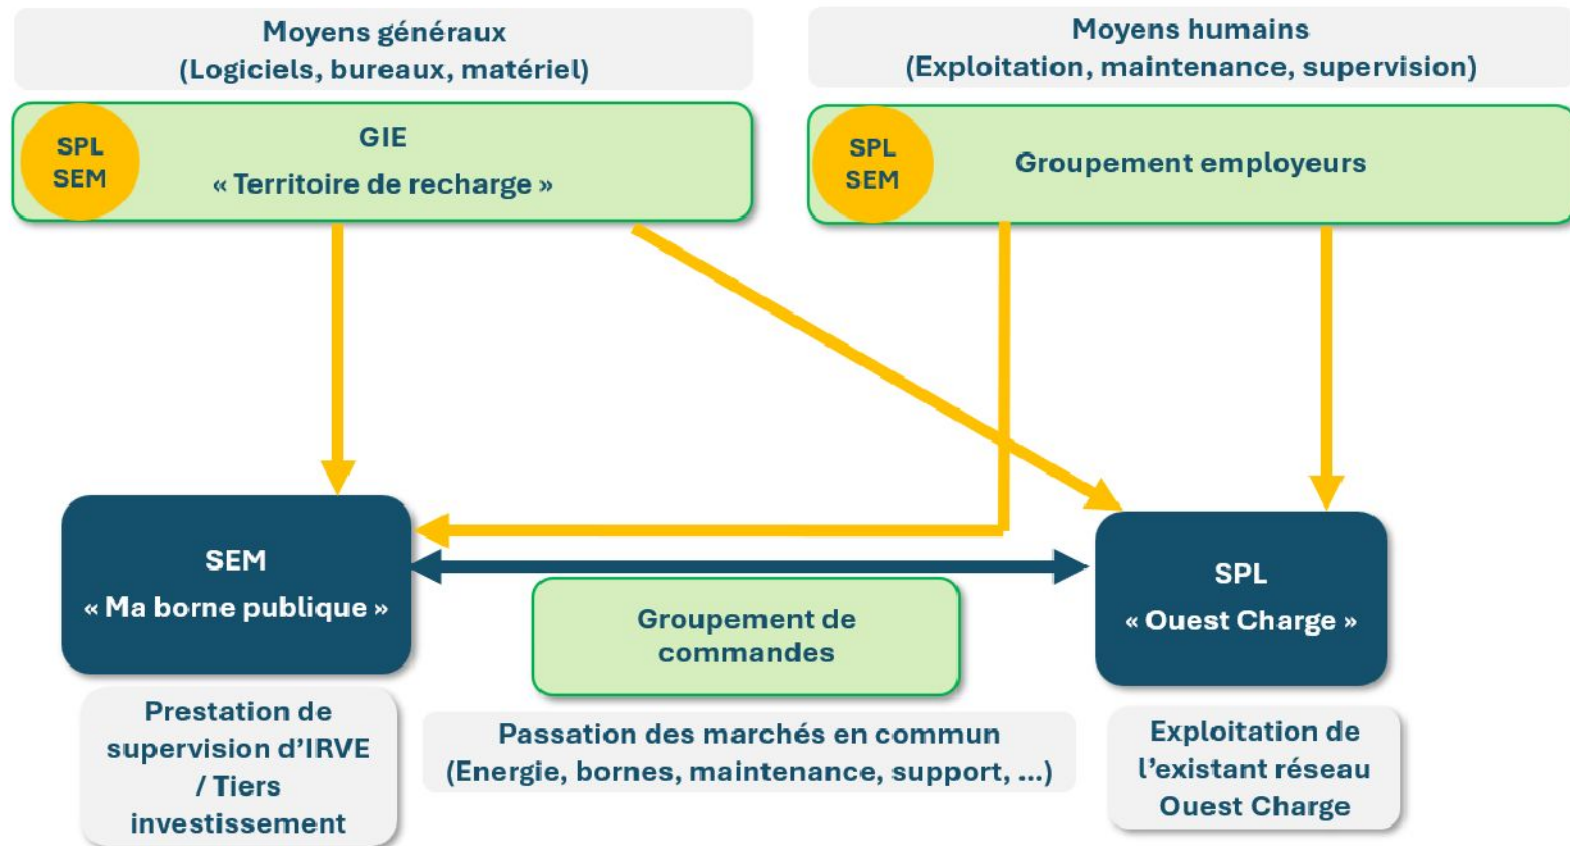 Moyens généraux
(Logiciels, bureaux, matériel)
Moyens humains
(Exploitation, maintenance, supervision)
SPL
SEM
GIE
« Territoire de recharge »
SPL
SEM
Groupement employeurs
SEM
« Ma borne publique »
SPL
« Ouest Charge »
Groupement de
commandes
Prestation de
supervision d’IRVE
/ Tiers
investissement
Passation des marchés en commun
(Energie, bornes, maintenance, support, ...)
Exploitation de
l’existant réseau
Ouest Charge